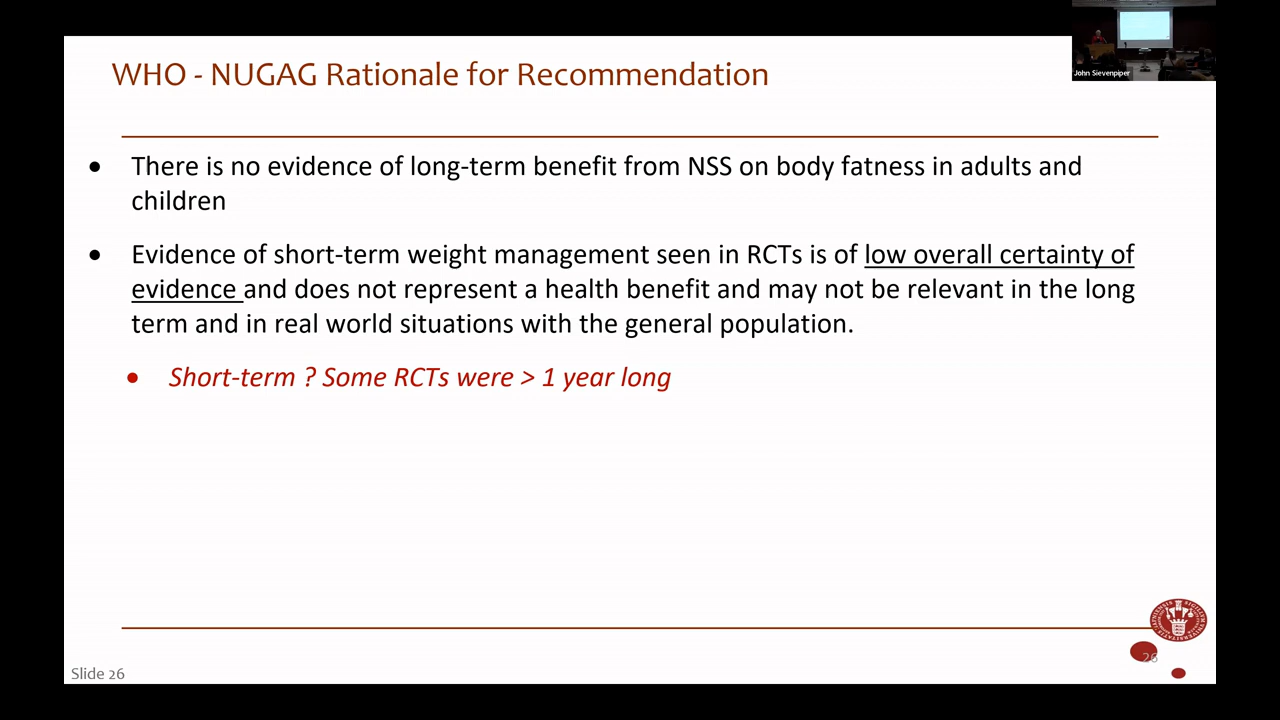 WHO - NUGAG Rationale for Recommendation
John Sievenpiper
• There is no evidence of long-term benefit from NSS on body fatness in adults and
children
• Evidence of short-term weight management seen in RCTs is of low overall certainty of
evidence and does not represent a health benefit and may not be relevant in the long
term and in real world situations with the general population.
• Short-term ? Some RCTs were > 1 year long
26
Slide 26